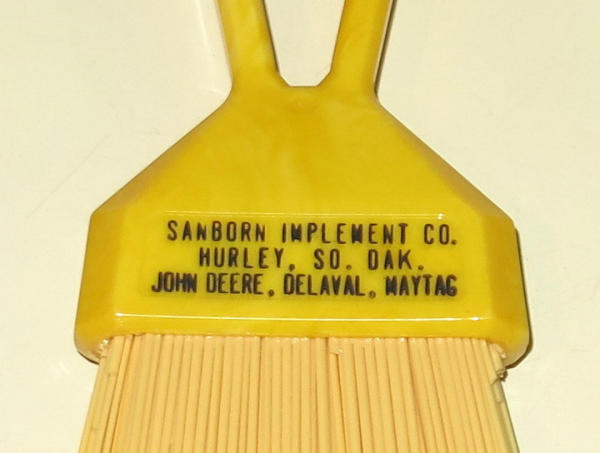 SANBORN IMPLEMENT CO.
HURLEY, SO. DAK.
JOHN DEERE, DELAVAL, MAYTAG